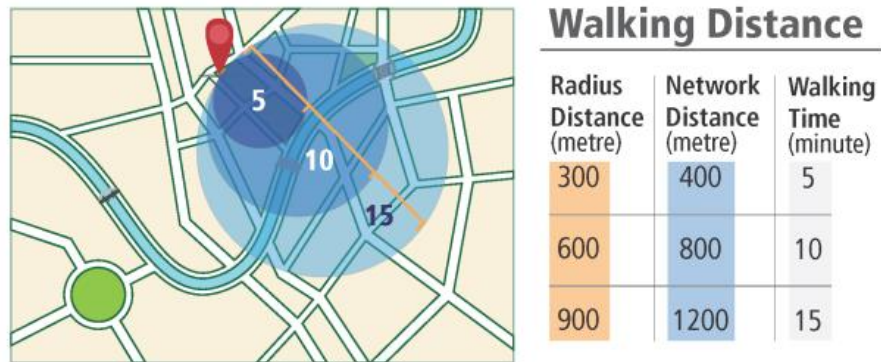 5
10
15
Walking Distance
Radius Distance (metre) Network Distance (metre) Walking Time (minute)
300 400 5
600 800 10
900 1200 15